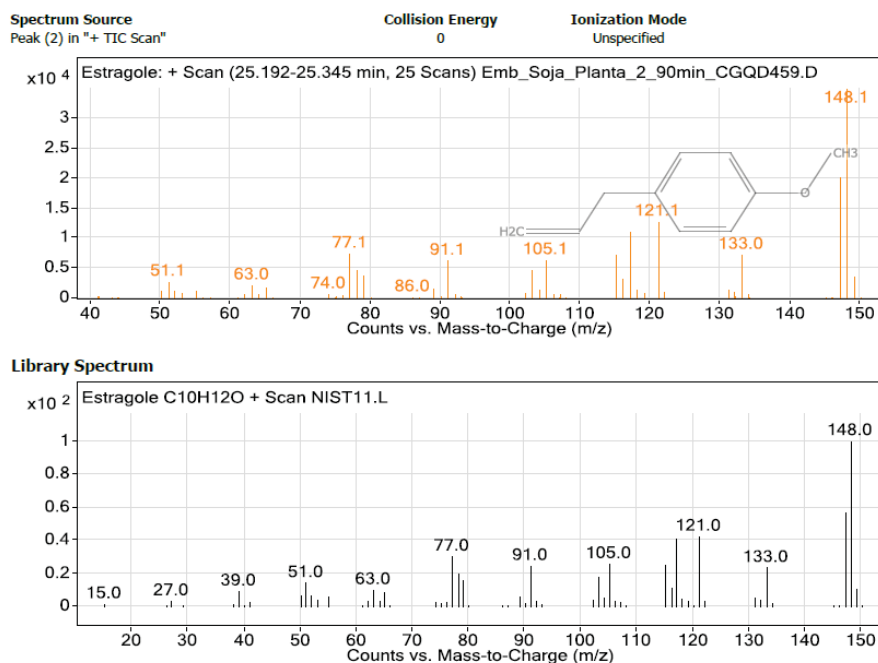 Spectrum Source Collision Energy Ionization Mode
Peak (2) in "+ TIC Scan" 0 Unspecified
x10 4 Estragole: + Scan (25.192-25.345 min, 25 Scans) Emb_Soja_Planta_2_90min_CGQD459.D
148.1
3
2.5
CH3
2
O
121.1
1.5
H2C
1 77.1 91.1 105.1 133.0
0.5 51.1 63.0 74.0 86.0
0
40 50 60 70 80 90 100 110 120 130 140 150
Counts vs. Mass-to-Charge (m/z)
Library Spectrum
x10 2 Estragole C10H12O + Scan NIST11.L
148.0
1
0.8
0.6
0.4 77.0 91.0 105.0 121.0 133.0
0.2 15.0 27.0 39.0 51.0 63.0
0
20 30 40 50 60 70 80 90 100 110 120 130 140 150
Counts vs. Mass-to-Charge (m/z)